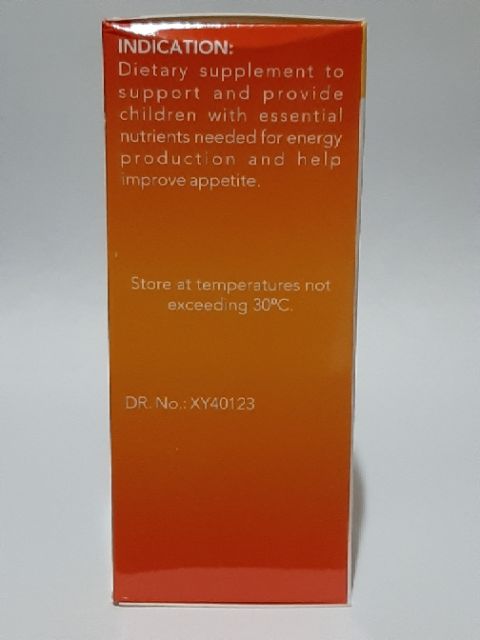 INDICATION:
Dietary supplement to
support and provide
children with essential
nutrients needed for energy
production and help
improve appetite.
Store at temperatures not
exceeding 30ºC.
DR. No.: XY40123